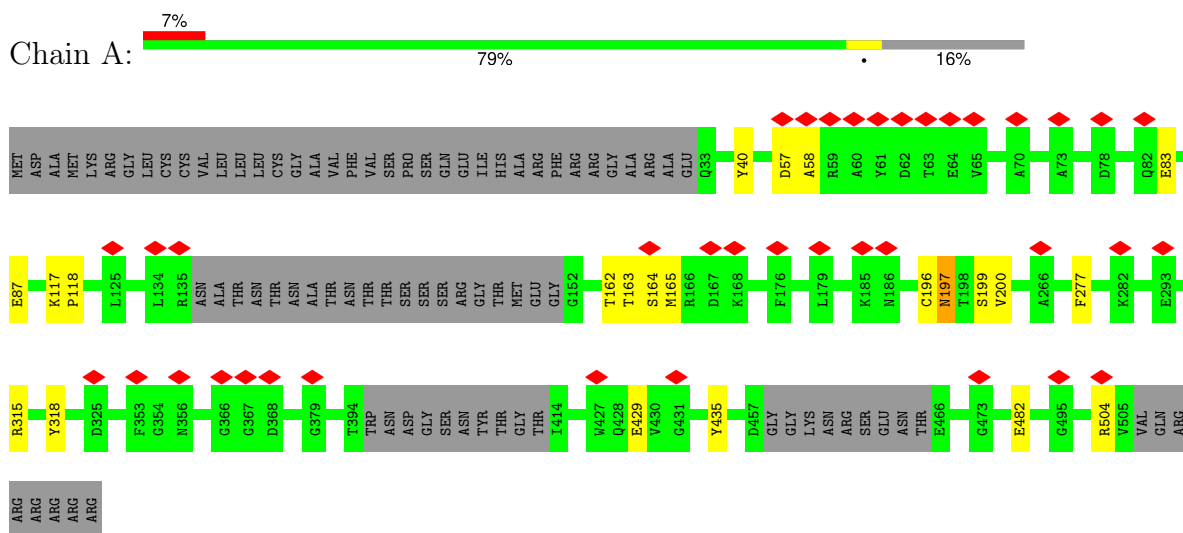 7%
Chain A:
79% • 16%
MET ASP ALA MET LYS ARG GLY LEU CYS CYS VAL LEU LEU LEU CYS GLY ALA VAL PHE VAL SER PRO SER GLN GLU ILE HIS ALA ARG PHE ARG ARG GLY ALA ARG ALA GLU Q33 Y40 D57 A58 R59 A60 Y61 D62 T63 E64 V65 A70 A73 D78 Q82 E83
E87 K117 P118 L125 L134 R135 ASN ALA THR ASN THR ASN ALA THR ASN THR THR SER SER SER ARG GLY THR MET GLU GLY G152 T162 T163 S164 M165 R166 D167 K168 F176 L179 K185 N186 C196 N197 T198 S199 V200 A266 F277 K282 E293
R315 Y318 D325 F353 G354 N356 G366 G367 D368 G379 T394 TRP ASN ASP GLY SER ASN TYR THR GLY THR I414 W427 Q428 E429 V430 G431 Y435 D457 GLY GLY LYS ASN ARG SER GLU ASN THR E466 G473 E482 G495 R504 V505 VAL GLN ARG
ARG ARG ARG ARG ARG